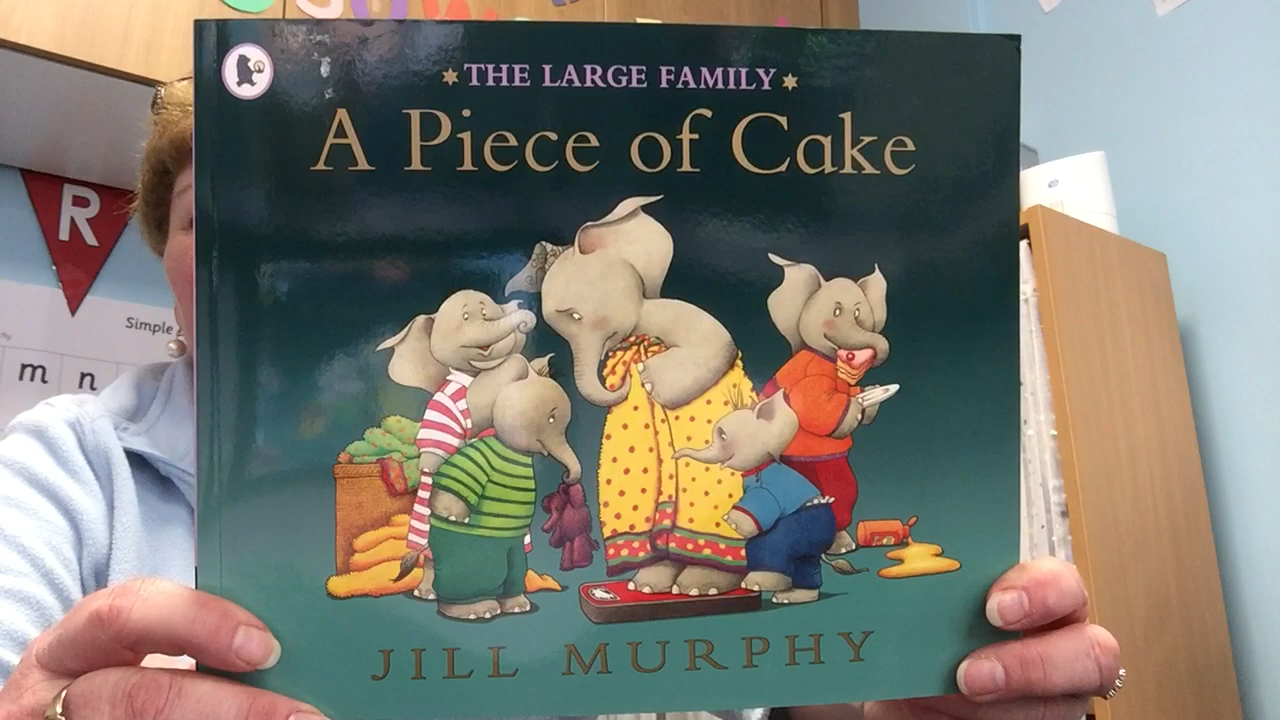 THE LARGE FAMILY
A Piece of Cake
R
Simple
m n
JILL MURPHY